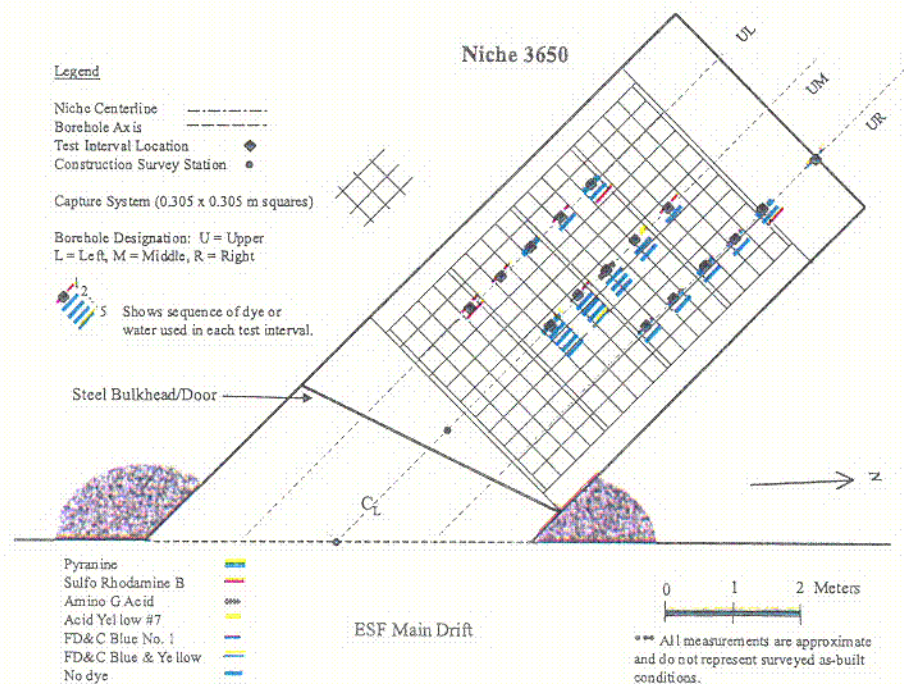 Niche 3650
UL
UM
UR
Legend
Niche Centerline
Borehole Axis
Test Interval Location
Construction Survey Station
Capture System (0.305 x 0.305 m squares)
Borehole Designation: U = Upper
L = Left, M = Middle, R = Right
1
2
5
Shows sequence of dye or
water used in each test interval.
Steel Bulkhead/Door
CL
N
Pyranine
Sulfo Rhodamine B
Amino G Acid
Acid Yellow #7
FD&C Blue No. 1
FD&C Blue & Yellow
No dye
ESF Main Drift
0 1 2 Meters
All measurements are approximate
and do not represent surveyed as-built
conditions.